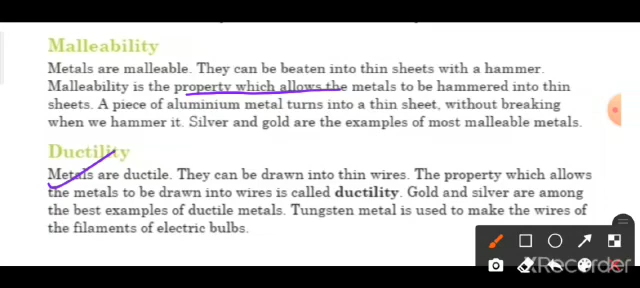 Malleability
Metals are malleable. They can be beaten into thin sheets with a hammer.
Malleability is the property which allows the metals to be hammered into thin
sheets. A piece of aluminium metal turns into a thin sheet, without breaking
when we hammer it. Silver and gold are the examples of most malleable metals.
Ductility
Metals are ductile. They can be drawn into thin wires. The property which allows
the metals to be drawn into wires is called ductility. Gold and silver are among
the best examples of ductile metals. Tungsten metal is used to make the wires of
the filaments of electric bulbs.
XRecorder